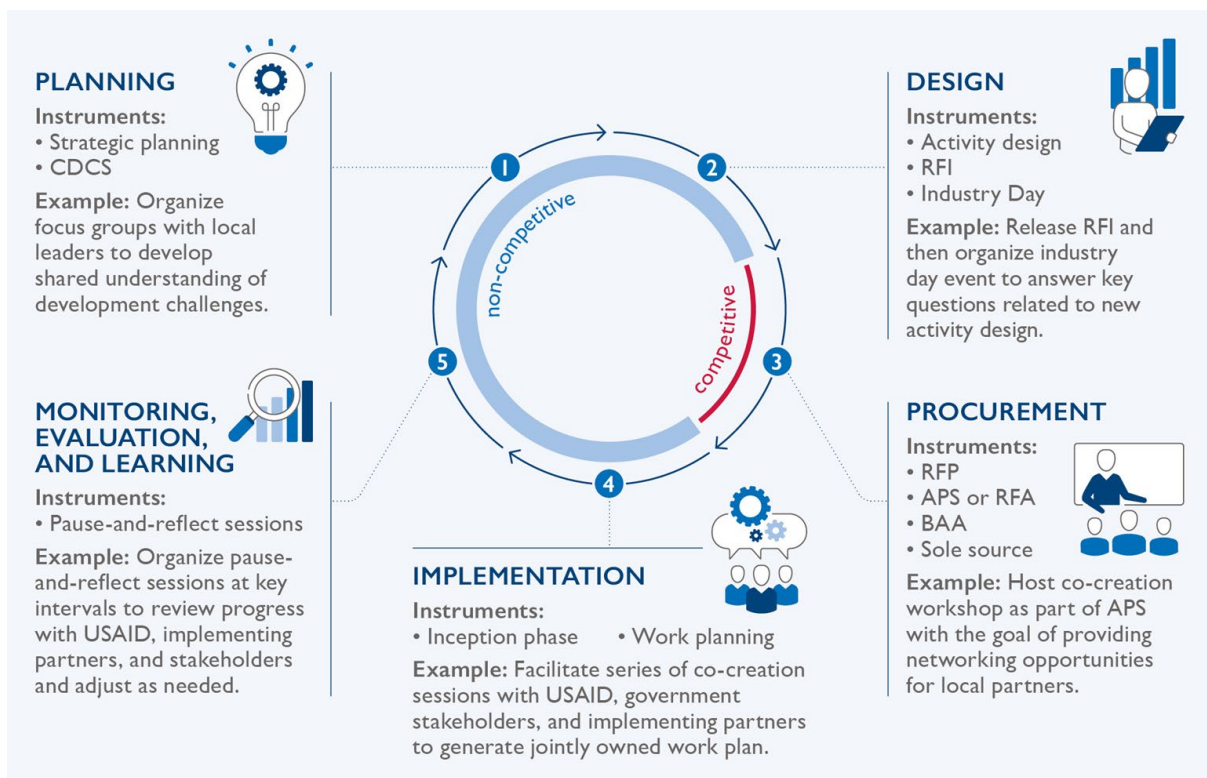 PLANNING
Instruments:
• Strategic planning
• CDCS
Example: Organize
focus groups with local
leaders to develop
shared understanding of
development challenges.
1
2
3
4
5
non-competitive
competitive
DESIGN
Instruments:
• Activity design
• RFI
• Industry Day
Example: Release RFI and
then organize industry
day event to answer key
questions related to new
activity design.
PROCUREMENT
Instruments:
• RFP
• APS or RFA
• BAA
• Sole source
Example: Host co-creation
workshop as part of APS
with the goal of providing
networking opportunities
for local partners.
IMPLEMENTATION
Instruments:
• Inception phase • Work planning
Example: Facilitate series of co-creation
sessions with USAID, government
stakeholders, and implementing partners
to generate jointly owned work plan.
MONITORING,
EVALUATION,
AND LEARNING
Instruments:
• Pause-and-reflect sessions
Example: Organize pause-
and-reflect sessions at key
intervals to review progress
with USAID, implementing
partners, and stakeholders
and adjust as needed.